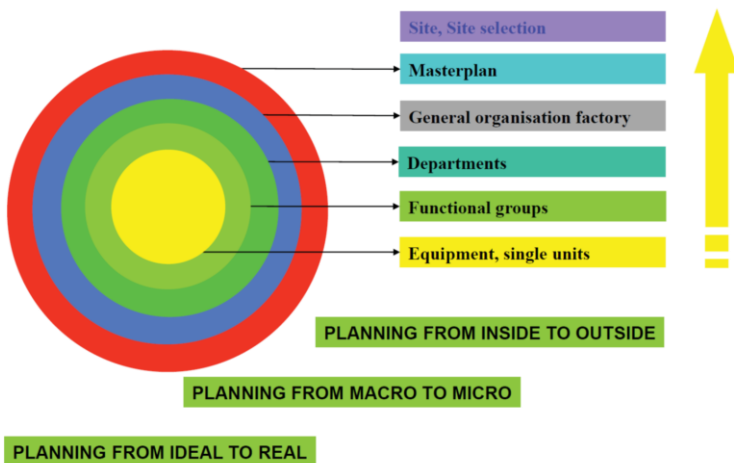 Site, Site selection
Masterplan
General organisation factory
Departments
Functional groups
Equipment, single units
PLANNING FROM INSIDE TO OUTSIDE
PLANNING FROM MACRO TO MICRO
PLANNING FROM IDEAL TO REAL